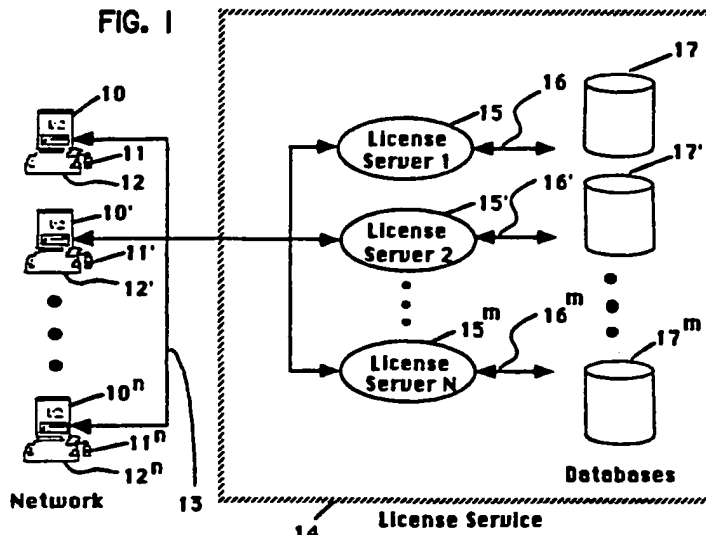 FIG. 1
10
11
12
10'
11'
12'
10ⁿ
11ⁿ
12ⁿ
Network
13
15
16
17
License
Server 1
15'
16'
17'
License
Server 2
15ᵐ
16ᵐ
17ᵐ
License
Server N
Databases
14
License Service